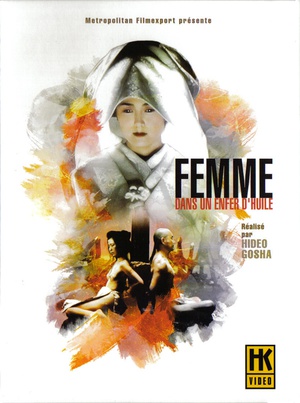 Metropolitan Filmexport présente
FEMME
DANS UN ENFER D'HUILE
Réalisé
par
HIDEO
GOSHA
HK
VIDEO